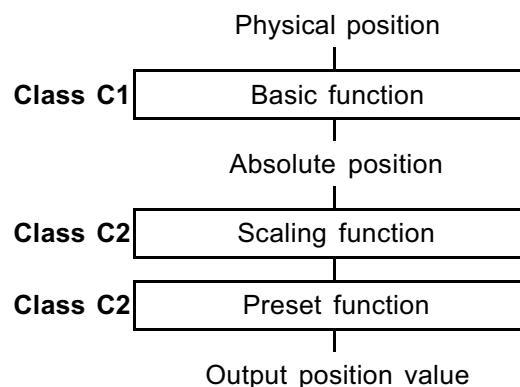 Physical position
Class C1 Basic function
Absolute position
Class C2 Scaling function
Class C2 Preset function
Output position value